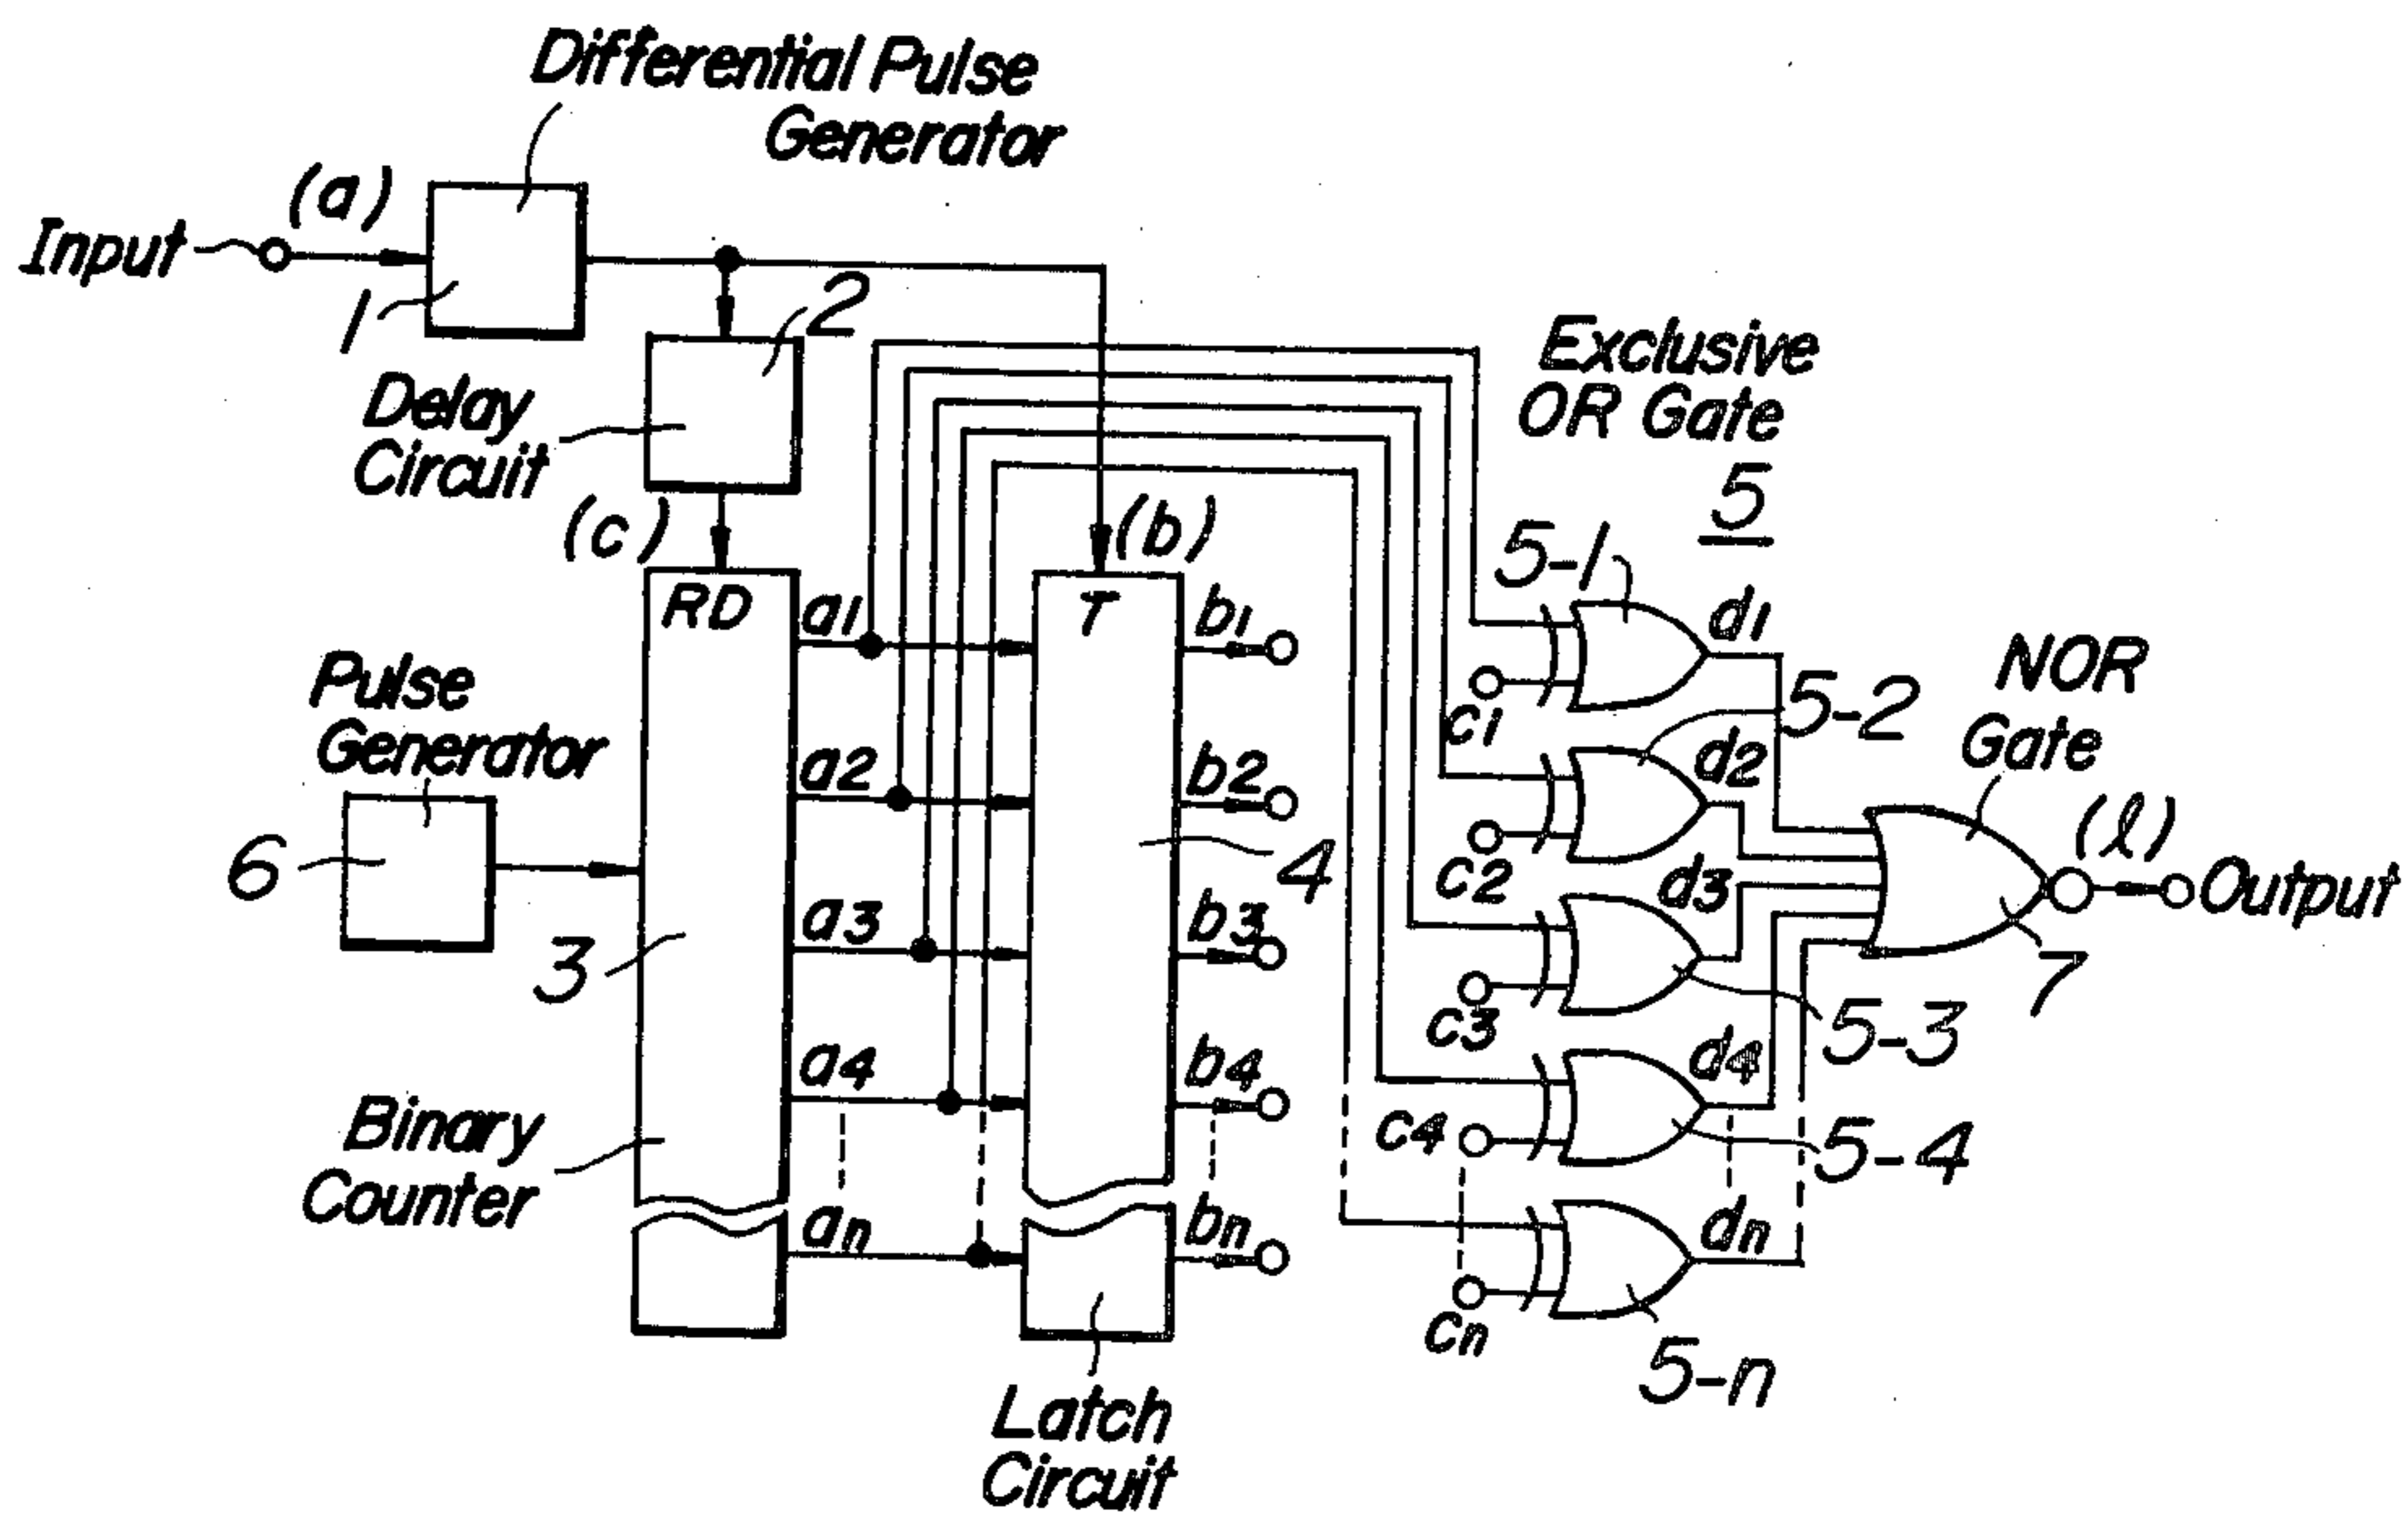 Differential Pulse
Generator
(a)
Input
1
2
Delay
Circuit
(c)
(b)
Exclusive
OR Gate
5
RD
a1
T
b1
5-1
d1
c1
Pulse
Generator
6
3
a2
b2
5-2
d2
c2
NOR
Gate
a3
b3
4
d3
c3
5-3
(l)
Output
7
a4
b4
c4
d4
5-4
Binary
Counter
an
bn
cn
dn
5-n
Latch
Circuit